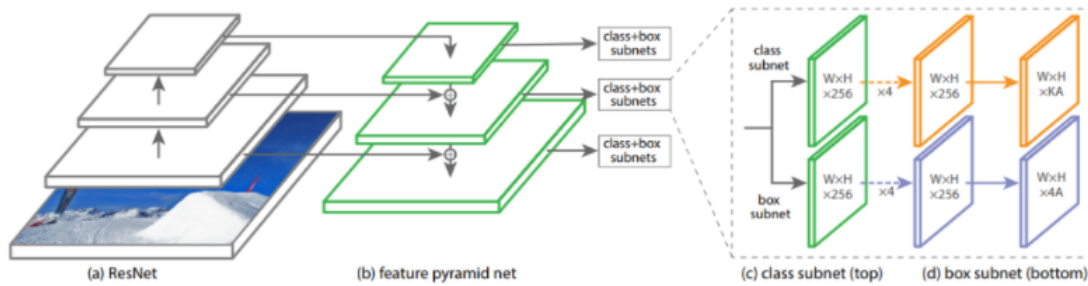 class+box
subnets
class+box
subnets
class+box
subnets
class
subnet
W×H
×256
×4
W×H
×256
W×H
×KA
box
subnet
W×H
×256
×4
W×H
×256
W×H
×4A
(a) ResNet
(b) feature pyramid net
(c) class subnet (top)
(d) box subnet (bottom)